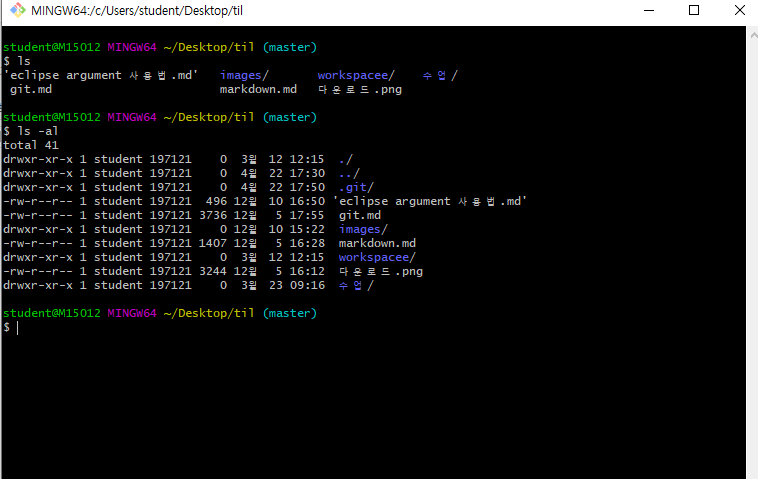 MINGW64:/c/Users/student/Desktop/til
student@M15012 MINGW64 ~/Desktop/til (master)
$ ls
'eclipse argument 사용법.md' images/ workspacee/ 수업/
git.md markdown.md 다운로드.png
student@M15012 MINGW64 ~/Desktop/til (master)
$ ls -al
total 41
drwxr-xr-x 1 student 197121 0 3월 12 12:15 ./
drwxr-xr-x 1 student 197121 0 4월 22 17:30 ../
drwxr-xr-x 1 student 197121 0 4월 22 17:50 .git/
-rw-r--r-- 1 student 197121 496 12월 10 16:50 'eclipse argument 사용법.md'
-rw-r--r-- 1 student 197121 3736 12월 5 17:55 git.md
drwxr-xr-x 1 student 197121 0 12월 10 15:22 images/
-rw-r--r-- 1 student 197121 1407 12월 5 16:28 markdown.md
drwxr-xr-x 1 student 197121 0 3월 12 12:15 workspacee/
-rw-r--r-- 1 student 197121 3244 12월 5 16:12 다운로드.png
drwxr-xr-x 1 student 197121 0 3월 23 09:16 수업/
student@M15012 MINGW64 ~/Desktop/til (master)
$